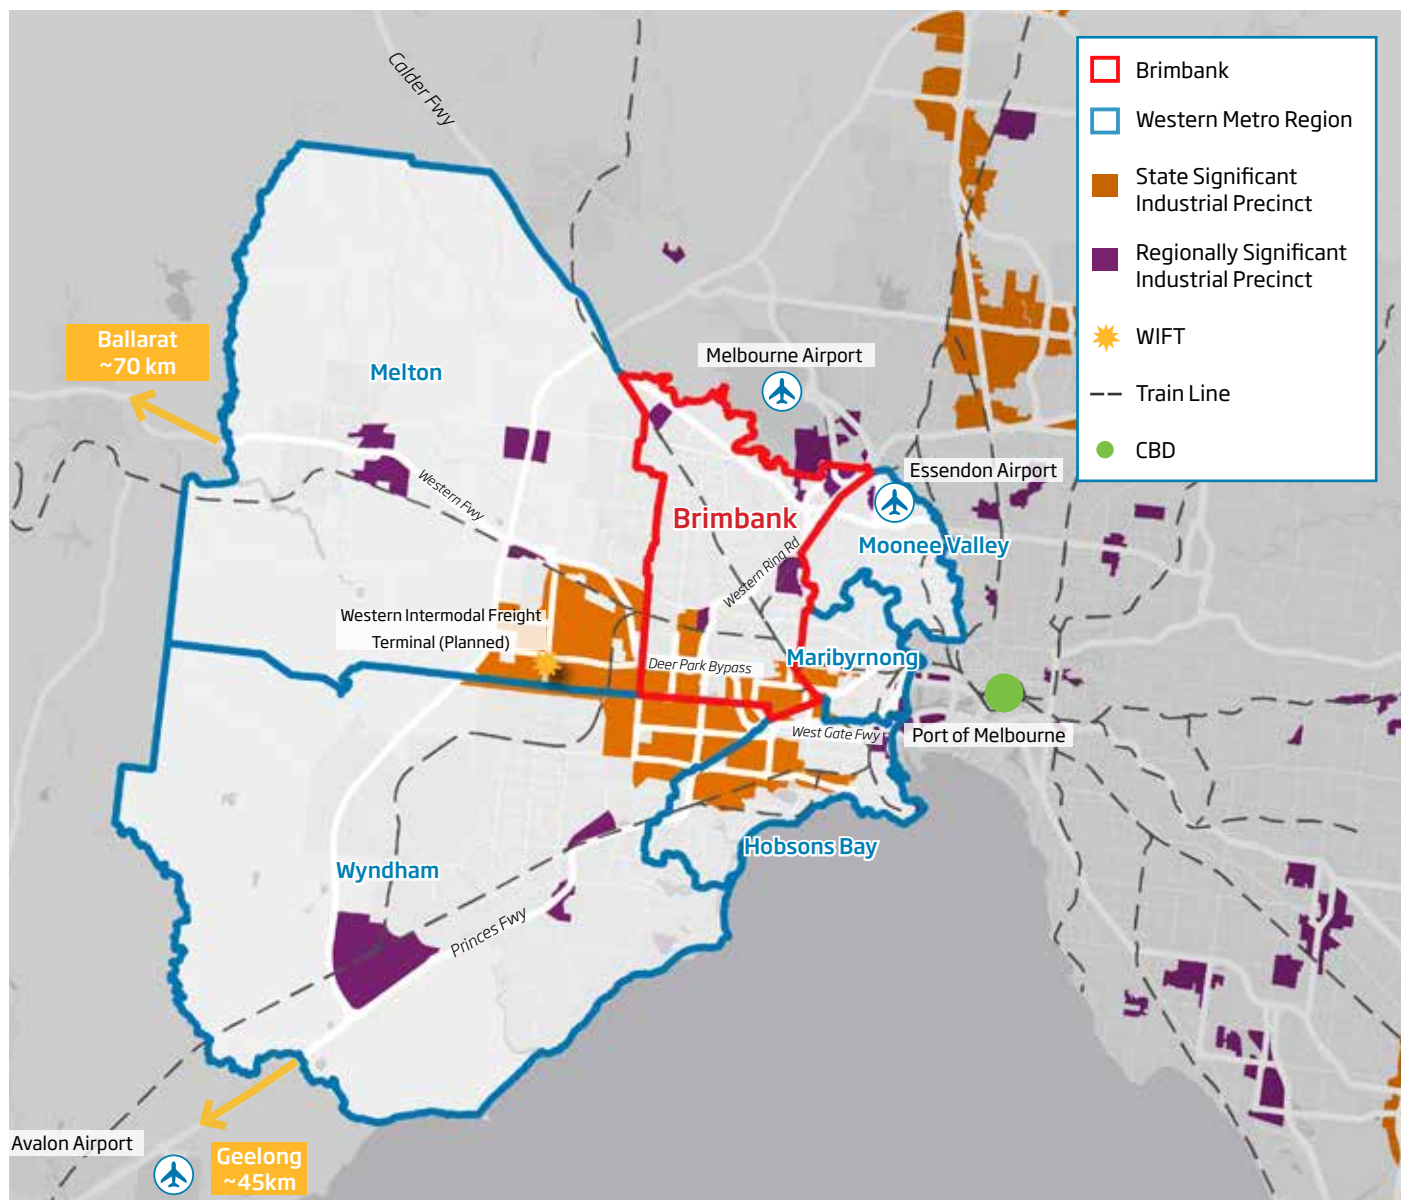 Calder Fwy
Brimbank
Western Metro Region
State Significant
Industrial Precinct
Regionally Significant
Industrial Precinct
WIFT
Train Line
CBD
Ballarat
~70 km
Melton
Melbourne Airport
Essendon Airport
Western Fwy
Brimbank
Moonee Valley
Western Ring Rd
Western Intermodal Freight
Terminal (Planned)
Deer Park Bypass
Maribyrnong
West Gate Fwy
Port of Melbourne
Hobsons Bay
Wyndham
Princes Fwy
Avalon Airport
Geelong
~45km